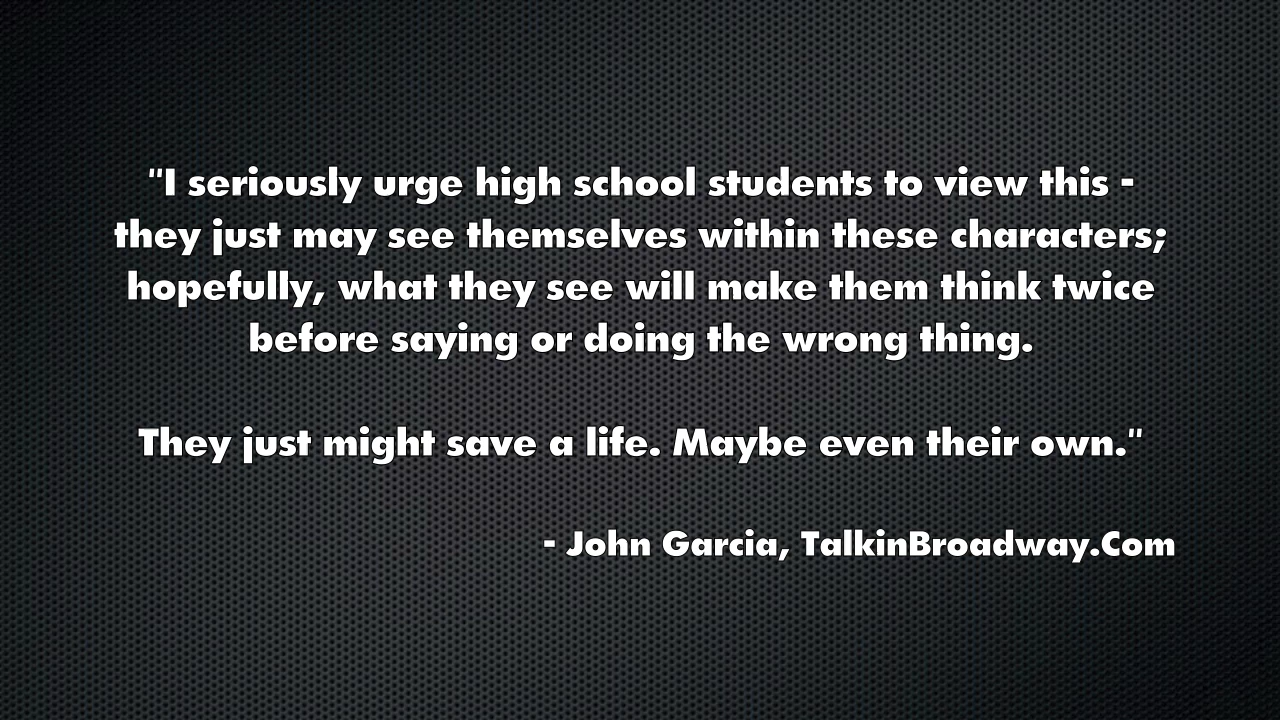 "I seriously urge high school students to view this -
they just may see themselves within these characters;
hopefully, what they see will make them think twice
before saying or doing the wrong thing.
They just might save a life. Maybe even their own."
- John Garcia, TalkinBroadway.Com